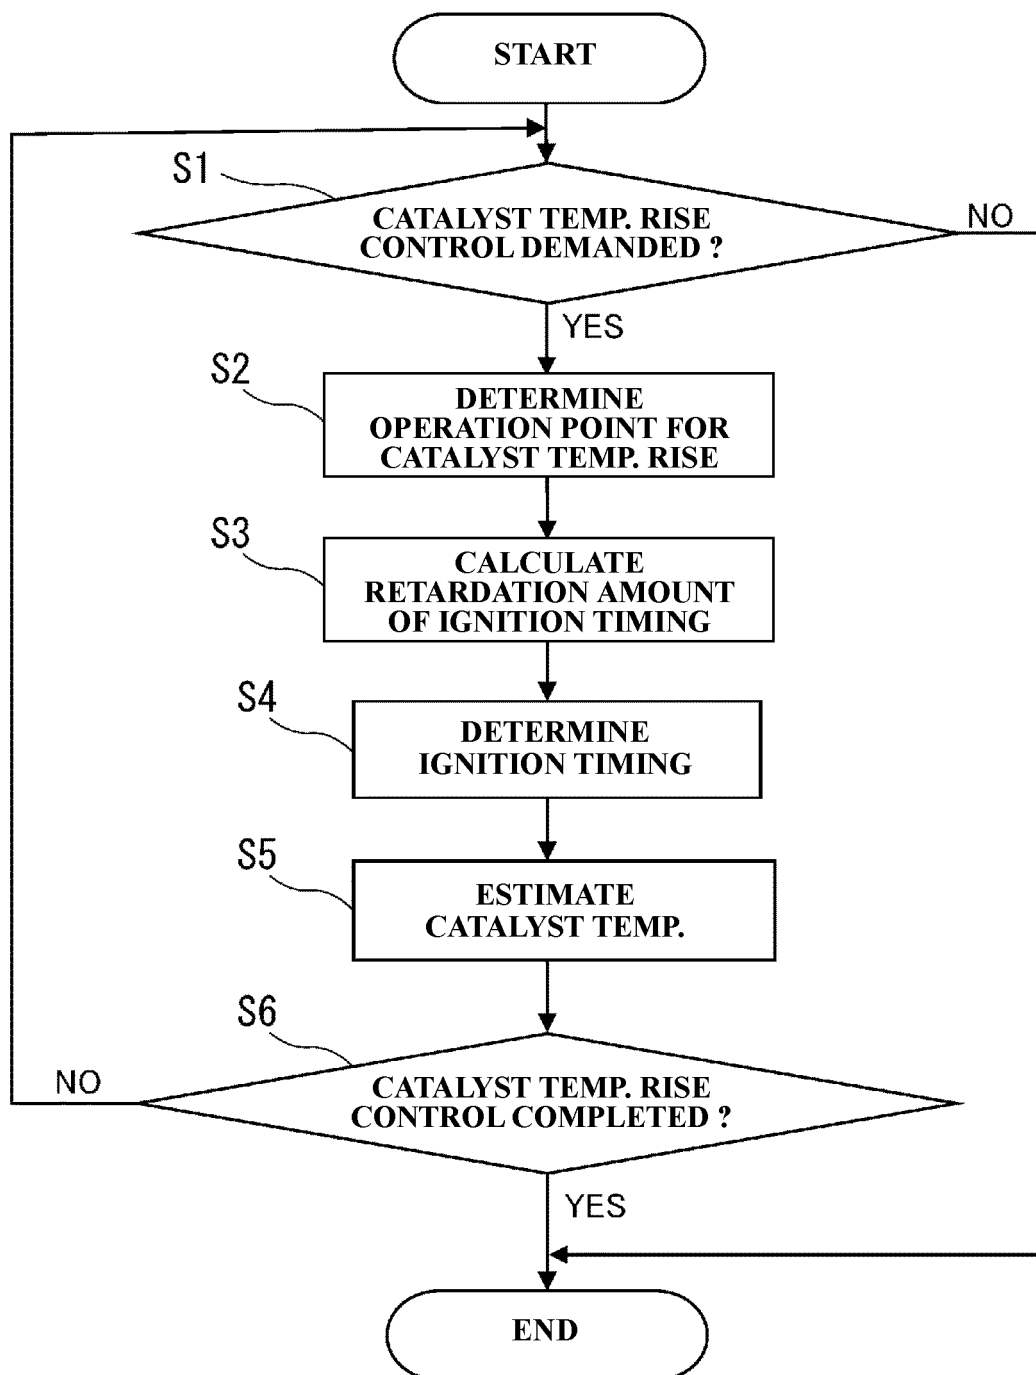 START
S1
CATALYST TEMP. RISE
CONTROL DEMANDED ?
NO
YES
S2
DETERMINE
OPERATION POINT FOR
CATALYST TEMP. RISE
S3
CALCULATE
RETARDATION AMOUNT
OF IGNITION TIMING
S4
DETERMINE
IGNITION TIMING
S5
ESTIMATE
CATALYST TEMP.
S6
NO
CATALYST TEMP. RISE
CONTROL COMPLETED ?
YES
END